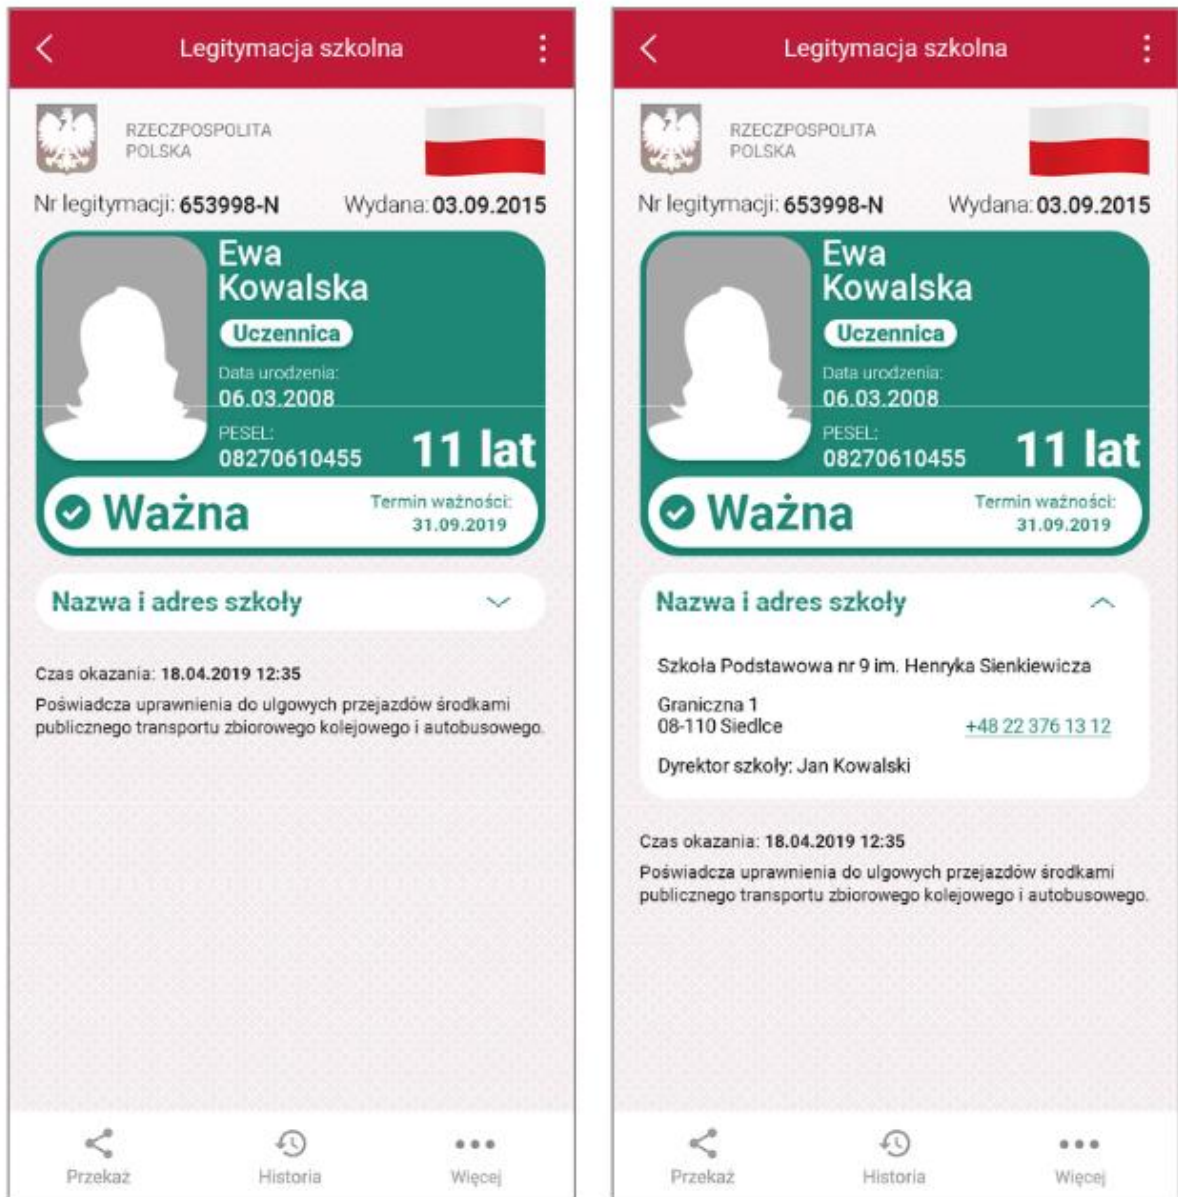 Legitymacja szkolna
RZECZPOSPOLITA
POLSKA
Nr legitymacji: 653998-N Wydana: 03.09.2015
Ewa
Kowalska
Uczennica
Data urodzenia:
06.03.2008
PESEL:
08270610455
11 lat
Ważna
Termin ważności:
31.09.2019
Nazwa i adres szkoły
Czas okazania: 18.04.2019 12:35
Poświadcza uprawnienia do ulgowych przejazdów środkami
publicznego transportu zbiorowego kolejowego i autobusowego.
Przekaż Historia Więcej
Legitymacja szkolna
RZECZPOSPOLITA
POLSKA
Nr legitymacji: 653998-N Wydana: 03.09.2015
Ewa
Kowalska
Uczennica
Data urodzenia:
06.03.2008
PESEL:
08270610455
11 lat
Ważna
Termin ważności:
31.09.2019
Nazwa i adres szkoły
Szkoła Podstawowa nr 9 im. Henryka Sienkiewicza
Graniczna 1
08-110 Siedlce +48 22 376 13 12
Dyrektor szkoły: Jan Kowalski
Czas okazania: 18.04.2019 12:35
Poświadcza uprawnienia do ulgowych przejazdów środkami
publicznego transportu zbiorowego kolejowego i autobusowego.
Przekaż Historia Więcej